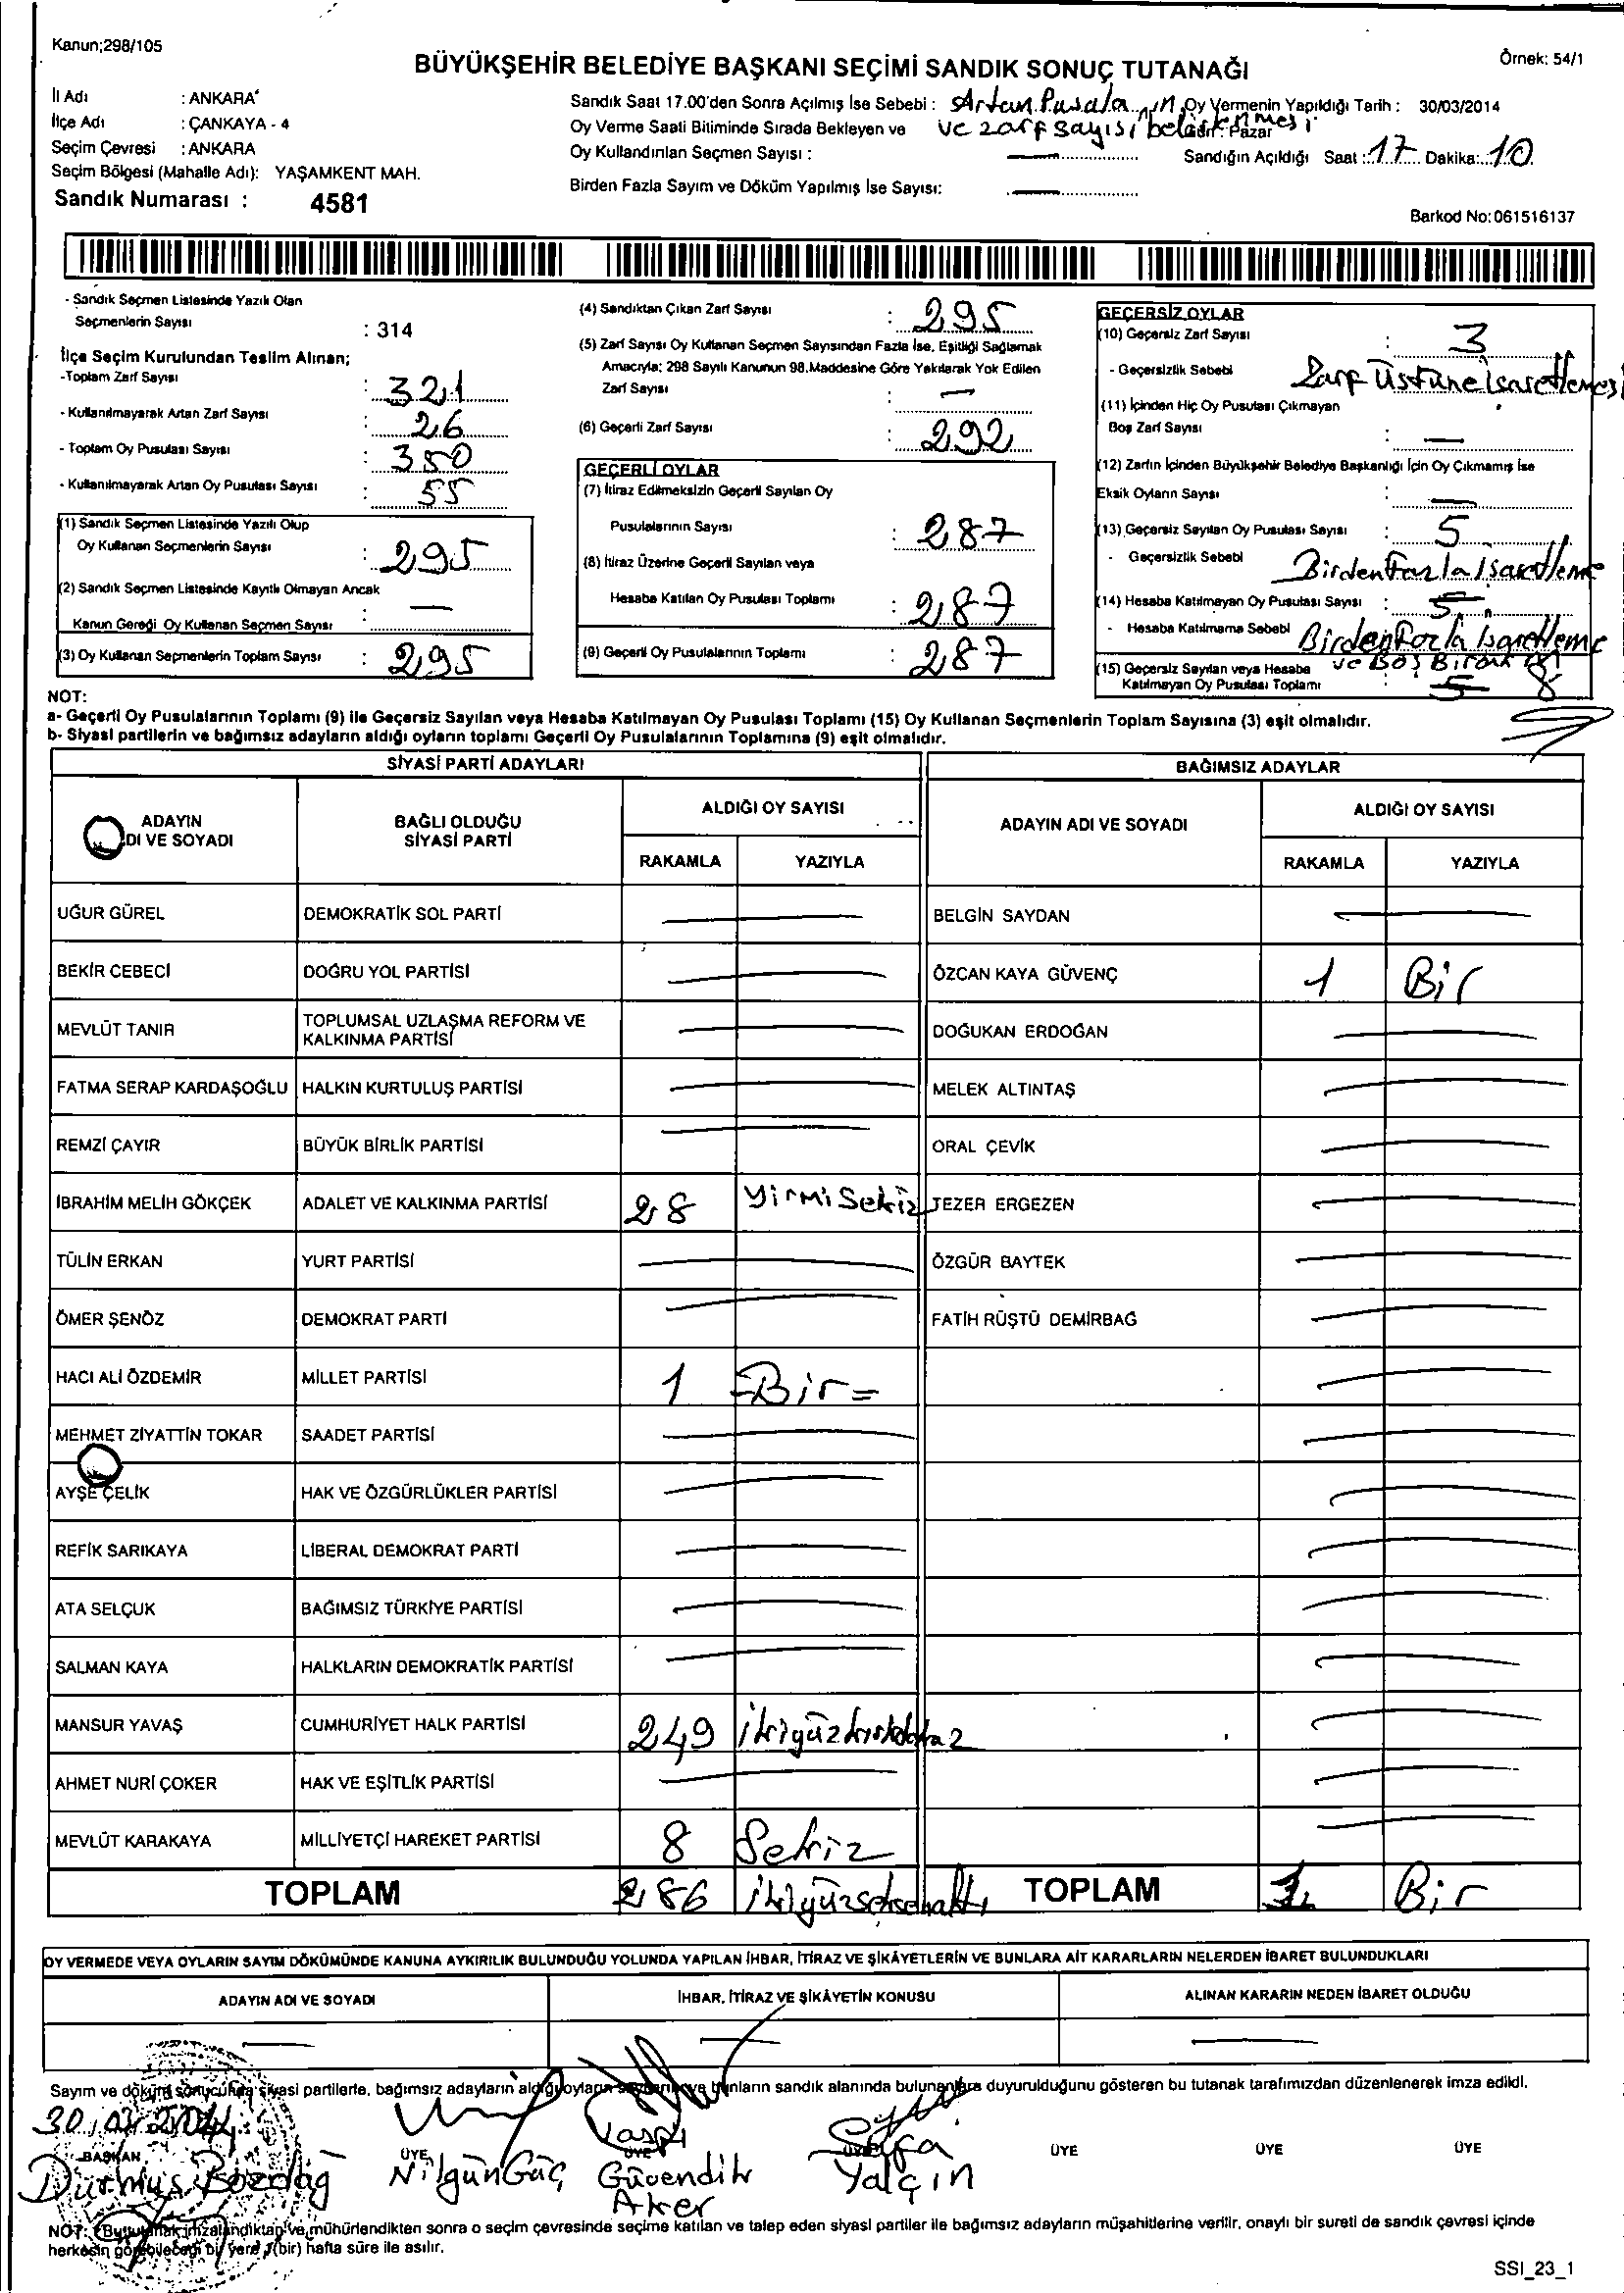 Kanun;298/105
Örnek: 54/1
BÜYÜKŞEHİR BELEDİYE BAŞKANI SEÇİMİ SANDIK SONUÇ TUTANAĞI
İl Adı : ANKARA
İlçe Adı : ÇANKAYA - 4
Seçim Çevresi : ANKARA
Seçim Bölgesi (Mahalle Adı): YAŞAMKENT MAH.
Sandık Numarası : 4581
Sandık Saat 17.00'den Sonra Açılmış İse Sebebi : Artan Pusula nın
Oy Verme Saati Bitiminde Sırada Bekleyen ve ve zarf sayısı belirlenmesi
Oy Kullandırılan Seçmen Sayısı : —
Birden Fazla Sayım ve Döküm Yapılmış İse Sayısı: —
Oy Vermenin Yapıldığı Tarih : 30/03/2014
Pazar
Sandığın Açıldığı Saat : 17 Dakika: 10
Barkod No: 061516137
- Sandık Seçmen Listesinde Yazılı Olan
Seçmenlerin Sayısı : 314
İlçe Seçim Kurulundan Teslim Alınan;
-Toplam Zarf Sayısı : 321
- Kullanılmayarak Artan Zarf Sayısı : 26
- Toplam Oy Pusulası Sayısı : 350
- Kullanılmayarak Artan Oy Pusulası Sayısı : 55
(1) Sandık Seçmen Listesinde Yazılı Olup
Oy Kullanan Seçmenlerin Sayısı : 295
(2) Sandık Seçmen Listesinde Kayıtlı Olmayan Ancak
Kanun Gereği Oy Kullanan Seçmen Sayısı : —
(3) Oy Kullanan Seçmenlerin Toplam Sayısı : 295
(4) Sandıktan Çıkan Zarf Sayısı : 295
(5) Zarf Sayısı Oy Kullanan Seçmen Sayısından Fazla İse, Eşitliği Sağlamak
Amacıyla; 298 Sayılı Kanunun 98.Maddesine Göre Yakılarak Yok Edilen
Zarf Sayısı : —
(6) Geçerli Zarf Sayısı : 292
GEÇERLİ OYLAR
(7) İtiraz Edilmeksizin Geçerli Sayılan Oy
Pusulalarının Sayısı : 287
(8) İtiraz Üzerine Geçerli Sayılan veya
Hesaba Katılan Oy Pusulası Toplamı : 287
(9) Geçerli Oy Pusulalarının Toplamı : 287
GEÇERSİZ OYLAR
(10) Geçersiz Zarf Sayısı : 3
- Geçersizlik Sebebi Zarf Üstüne İşaretlemesi
(11) İçinden Hiç Oy Pusulası Çıkmayan
Boş Zarf Sayısı : —
(12) Zarfın İçinden Büyükşehir Belediye Başkanlığı İçin Oy Çıkmamış İse
Eksik Oyların Sayısı : —
(13) Geçersiz Sayılan Oy Pusulası Sayısı : 5
- Geçersizlik Sebebi Birden Fazla İşaretleme
(14) Hesaba Katılmayan Oy Pusulası Sayısı : 5
- Hesaba Katılmama Sebebi Birden Fazla İşaretleme
ve Boş
(15) Geçersiz Sayılan veya Hesaba
Katılmayan Oy Pusulası Toplamı : 5 8
NOT:
a- Geçerli Oy Pusulalarının Toplamı (9) ile Geçersiz Sayılan veya Hesaba Katılmayan Oy Pusulası Toplamı (15) Oy Kullanan Seçmenlerin Toplam Sayısına (3) eşit olmalıdır.
b- Siyasi partilerin ve bağımsız adayların aldığı oyların toplamı Geçerli Oy Pusulalarının Toplamına (9) eşit olmalıdır.
SİYASİ PARTİ ADAYLARI
BAĞIMSIZ ADAYLAR
ADAYIN
DI VE SOYADI
BAĞLI OLDUĞU
SİYASİ PARTİ
ALDIĞI OY SAYISI
RAKAMLA YAZIYLA
ADAYIN ADI VE SOYADI
ALDIĞI OY SAYISI
RAKAMLA YAZIYLA
UĞUR GÜREL DEMOKRATİK SOL PARTİ — BELGİN SAYDAN —
BEKİR CEBECİ DOĞRU YOL PARTİSİ — ÖZCAN KAYA GÜVENÇ 1 Bir
MEVLÜT TANIR TOPLUMSAL UZLAŞMA REFORM VE KALKINMA PARTİSİ — DOĞUKAN ERDOĞAN —
FATMA SERAP KARDAŞOĞLU HALKIN KURTULUŞ PARTİSİ — MELEK ALTINTAŞ —
REMZİ ÇAYIR BÜYÜK BİRLİK PARTİSİ — ORAL ÇEVİK —
İBRAHİM MELİH GÖKÇEK ADALET VE KALKINMA PARTİSİ 28 Yirmi Sekiz TEZER ERGEZEN —
TÜLİN ERKAN YURT PARTİSİ — ÖZGÜR BAYTEK —
ÖMER ŞENÖZ DEMOKRAT PARTİ — FATİH RÜŞTÜ DEMİRBAĞ —
HACI ALİ ÖZDEMİR MİLLET PARTİSİ 1 =Bir= —
MEHMET ZİYATTİN TOKAR SAADET PARTİSİ — —
AYŞE ÇELİK HAK VE ÖZGÜRLÜKLER PARTİSİ — —
REFİK SARIKAYA LİBERAL DEMOKRAT PARTİ — —
ATA SELÇUK BAĞIMSIZ TÜRKİYE PARTİSİ — —
SALMAN KAYA HALKLARIN DEMOKRATİK PARTİSİ — —
MANSUR YAVAŞ CUMHURİYET HALK PARTİSİ 249 ikiyüzkırkdokuz —
AHMET NURİ ÇOKER HAK VE EŞİTLİK PARTİSİ — —
MEVLÜT KARAKAYA MİLLİYETÇİ HAREKET PARTİSİ 8 Sekiz —
TOPLAM 286 ikiyüzseksenaltı TOPLAM 1 Bir
OY VERMEDE VEYA OYLARIN SAYIM DÖKÜMÜNDE KANUNA AYKIRILIK BULUNDUĞU YOLUNDA YAPILAN İHBAR, İTİRAZ VE ŞİKÂYETLERİN VE BUNLARA AİT KARARLARIN NELERDEN İBARET BULUNDUKLARI
ADAYIN ADI VE SOYADI İHBAR, İTİRAZ VE ŞİKÂYETİN KONUSU ALINAN KARARIN NEDEN İBARET OLDUĞU
— — —
Sayım ve döküm sonucunda siyasi partilerle, bağımsız adayların aldığı oyların sayılarını ve bunların sandık alanında bulunanlara duyurulduğunu gösteren bu tutanak tarafımızdan düzenlenerek imza edildi.
30.03.2014
BAŞKAN ÜYE ÜYE ÜYE ÜYE ÜYE ÜYE
Durmuş Bozdağ
Nilgün Güç
Güvendik
Aker
Yalçın
NOT: Bu tutanak imzalandıktan ve mühürlendikten sonra o seçim çevresinde seçime katılan ve talep eden siyasi partiler ile bağımsız adayların müşahitlerine verilir, onaylı bir sureti de sandık çevresi içinde
herkesin görebileceği bir yere 1(bir) hafta süre ile asılır.
SSI_23_1